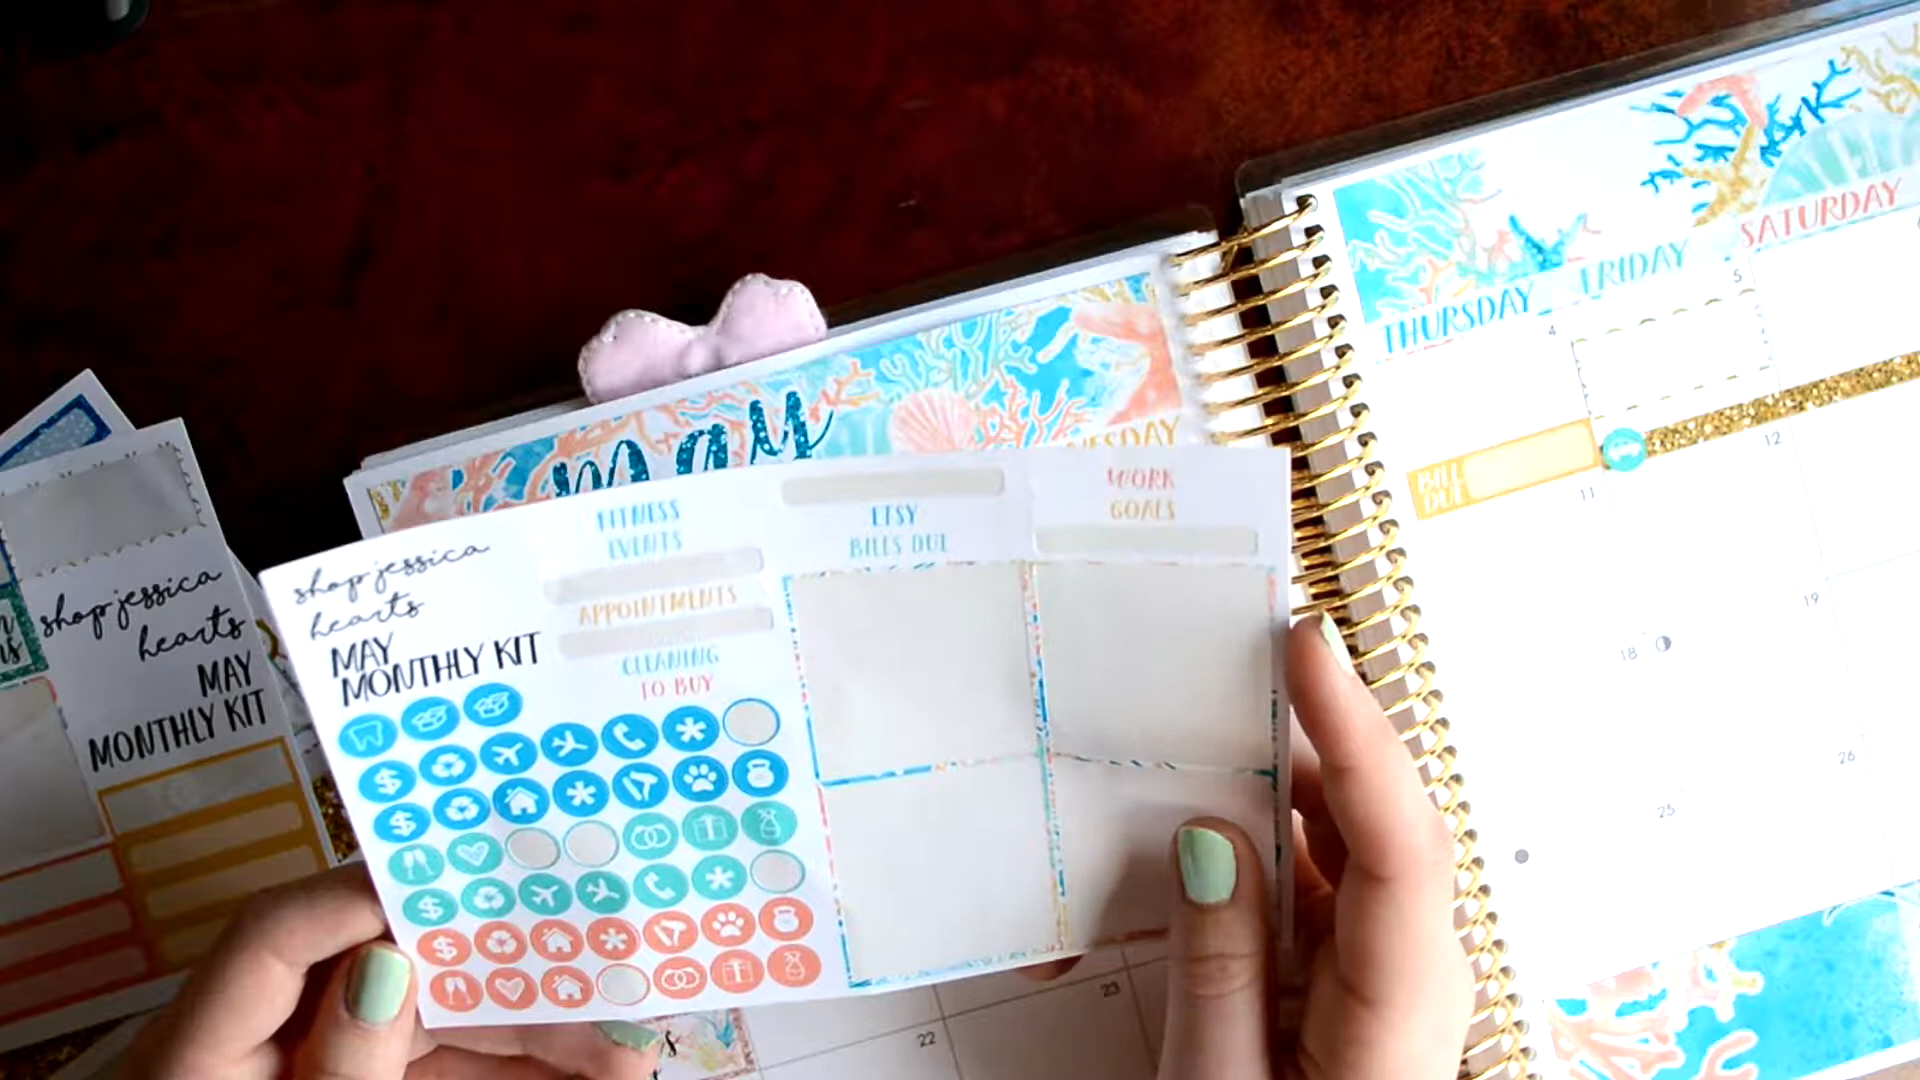 may
THURSDAY
FRIDAY
SATURDAY
4
5
BILL
DUE
11
12
18
19
25
26
22
23
shop jessica
hearts
MAY
MONTHLY KIT
FITNESS
EVENTS
APPOINTMENTS
CLEANING
TO BUY
ETSY
BILLS DUE
WORK
GOALS
$
$
$
$
shop jessica
hearts
MAY
MONTHLY KIT